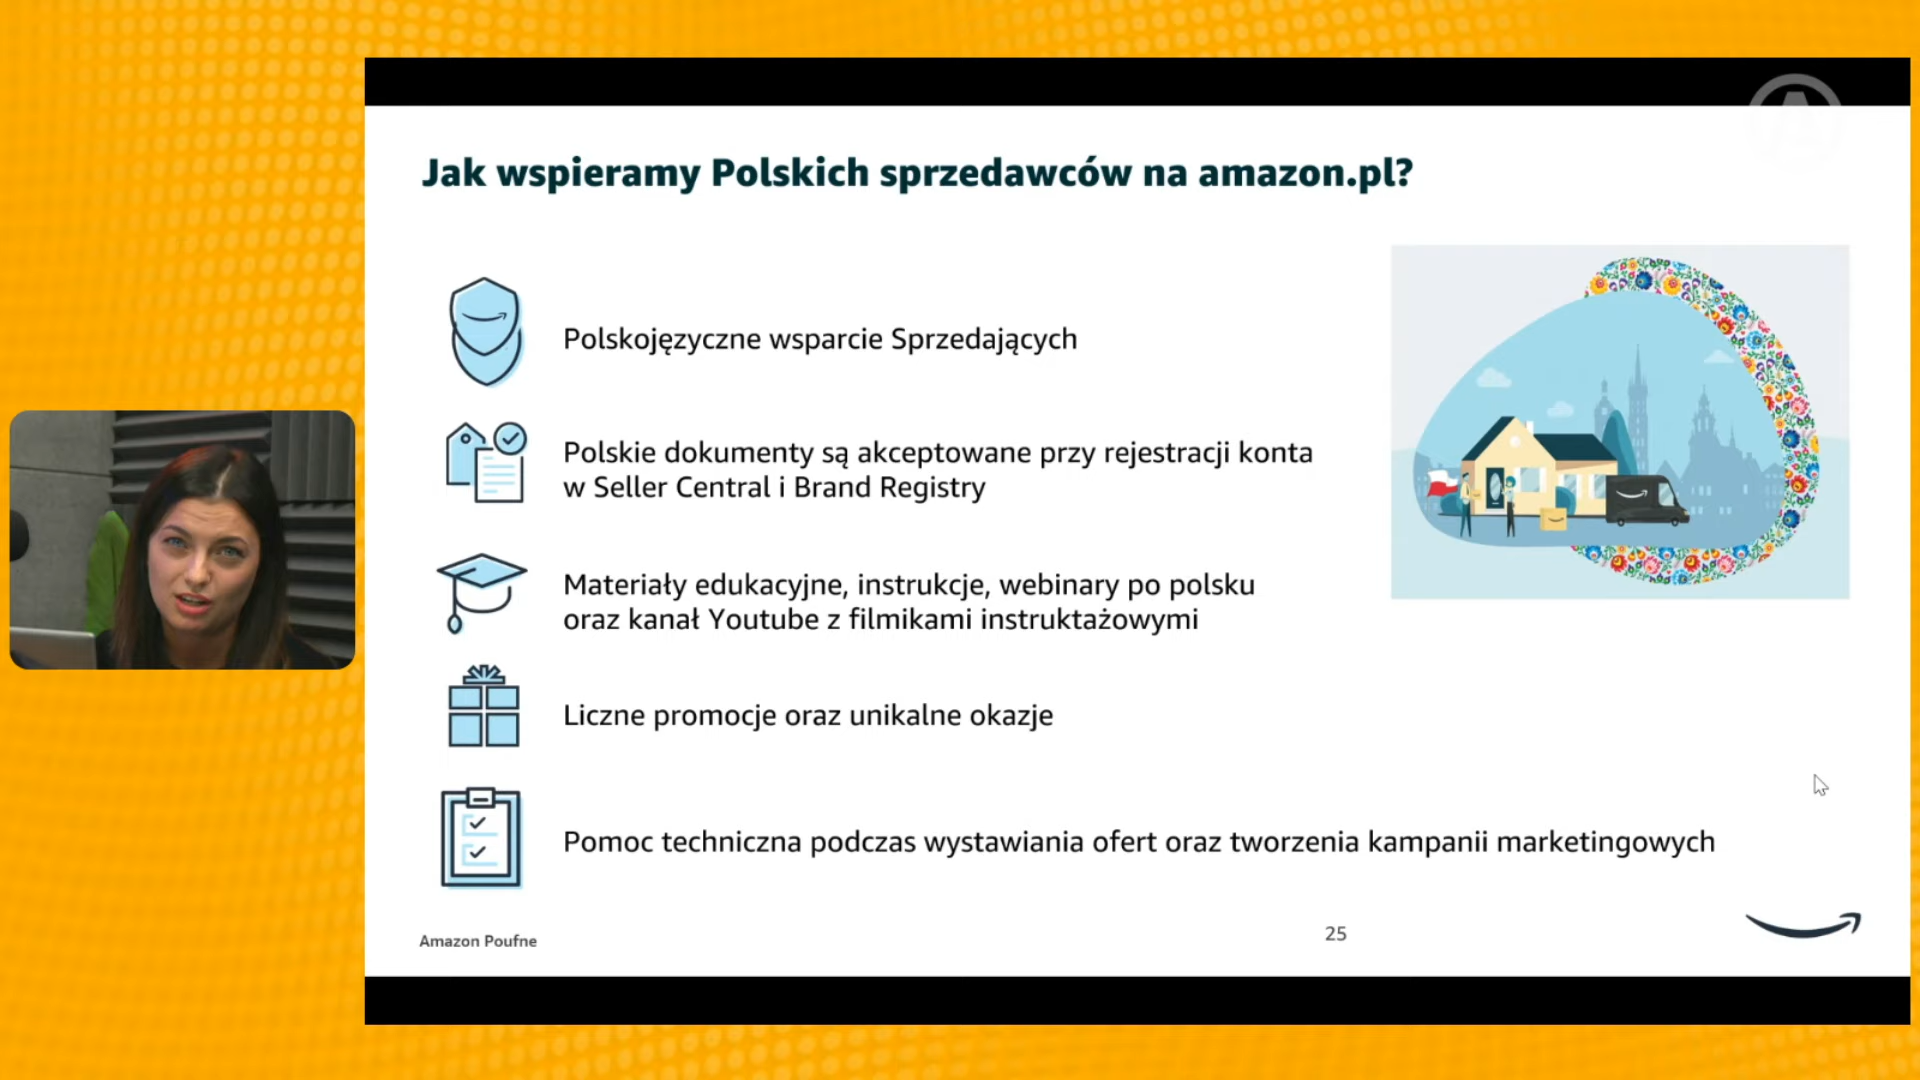 Jak wspieramy Polskich sprzedawców na amazon.pl?
Polskojęzyczne wsparcie Sprzedających
Polskie dokumenty są akceptowane przy rejestracji konta
w Seller Central i Brand Registry
Materiały edukacyjne, instrukcje, webinary po polsku
oraz kanał Youtube z filmikami instruktażowymi
Liczne promocje oraz unikalne okazje
Pomoc techniczna podczas wystawiania ofert oraz tworzenia kampanii marketingowych
Amazon Poufne
25